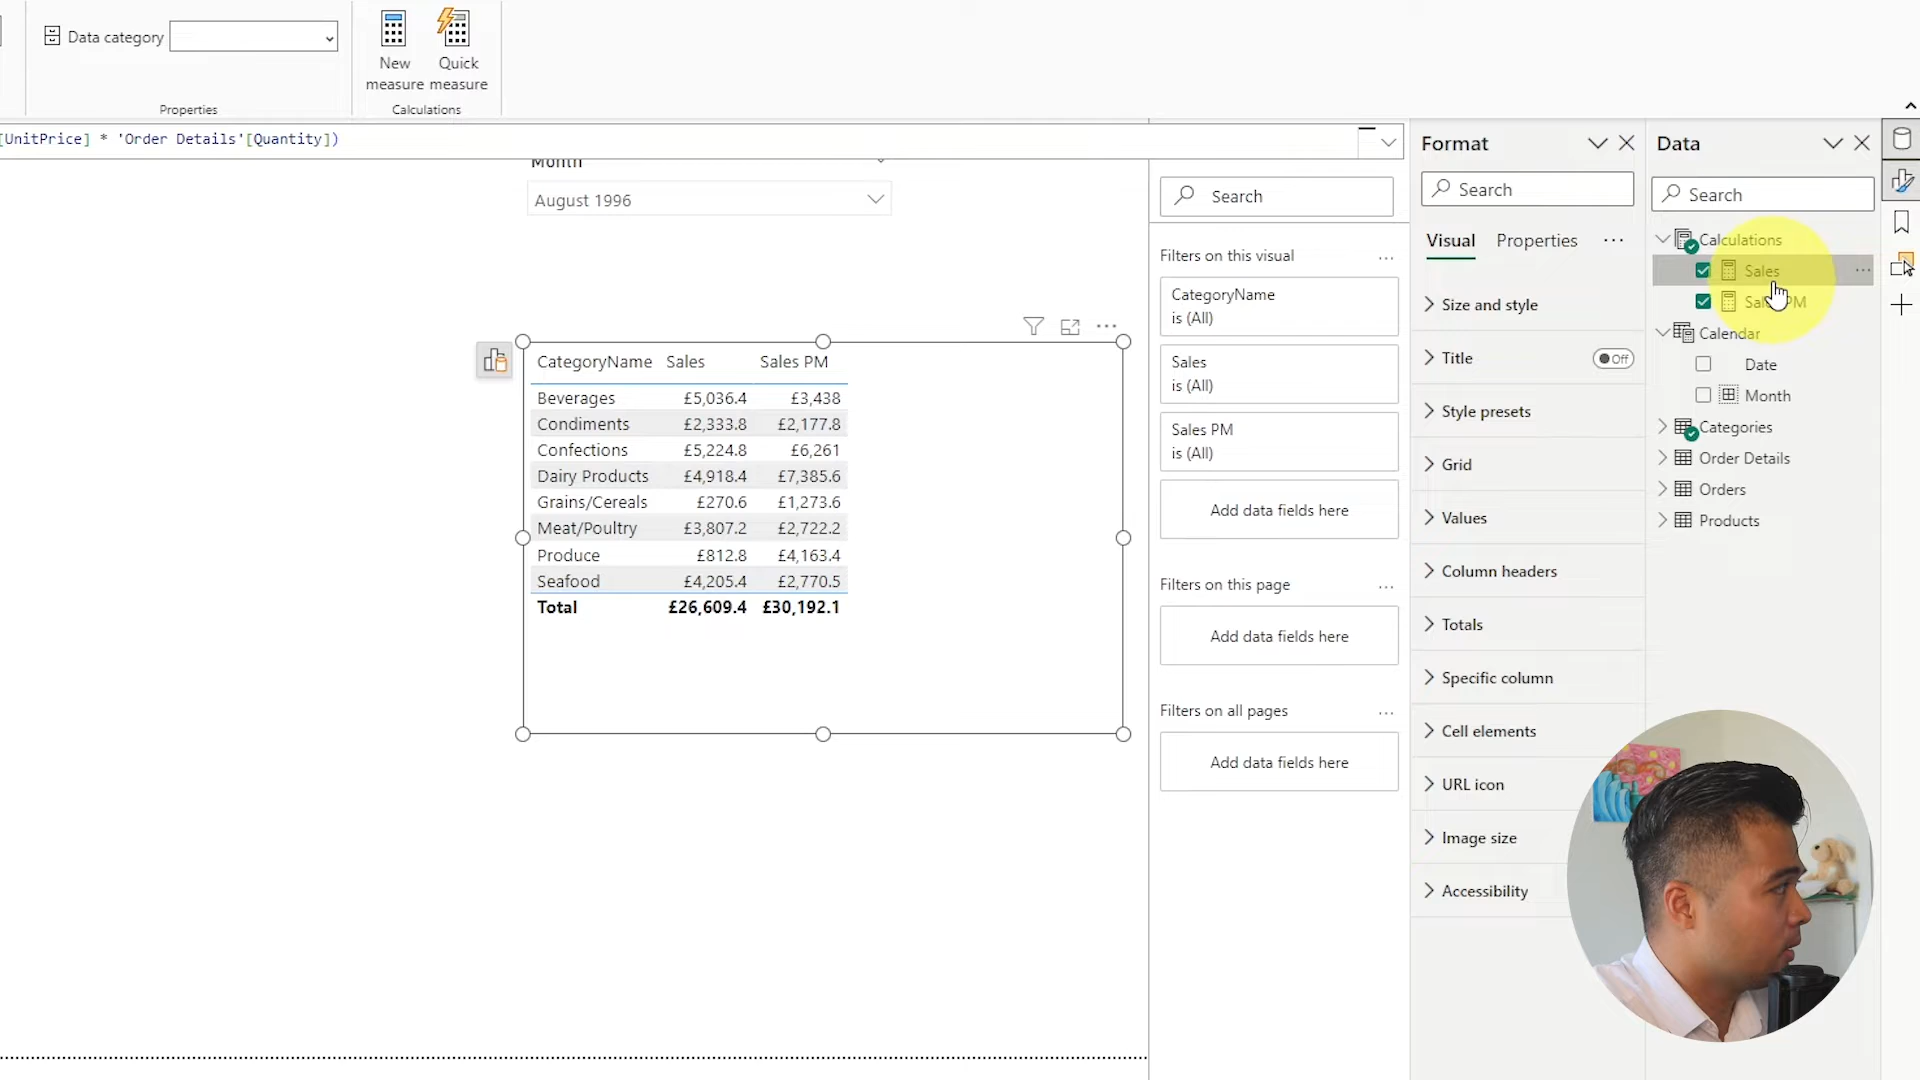 Data category
New
measure
Quick
measure
Properties
Calculations
[UnitPrice] * 'Order Details'[Quantity])
Month
August 1996
CategoryName Sales Sales PM
Beverages £5,036.4 £3,438
Condiments £2,333.8 £2,177.8
Confections £5,224.8 £6,261
Dairy Products £4,918.4 £7,385.6
Grains/Cereals £270.6 £1,273.6
Meat/Poultry £3,807.2 £2,722.2
Produce £812.8 £4,163.4
Seafood £4,205.4 £2,770.5
Total £26,609.4 £30,192.1
Search
Filters on this visual
CategoryName
is (All)
Sales
is (All)
Sales PM
is (All)
Add data fields here
Filters on this page
Add data fields here
Filters on all pages
Add data fields here
Format
Search
Visual Properties
Size and style
Title Off
Style presets
Grid
Values
Column headers
Totals
Specific column
Cell elements
URL icon
Image size
Accessibility
Data
Search
Calculations
Sales
Sales PM
Calendar
Date
Month
Categories
Order Details
Orders
Products